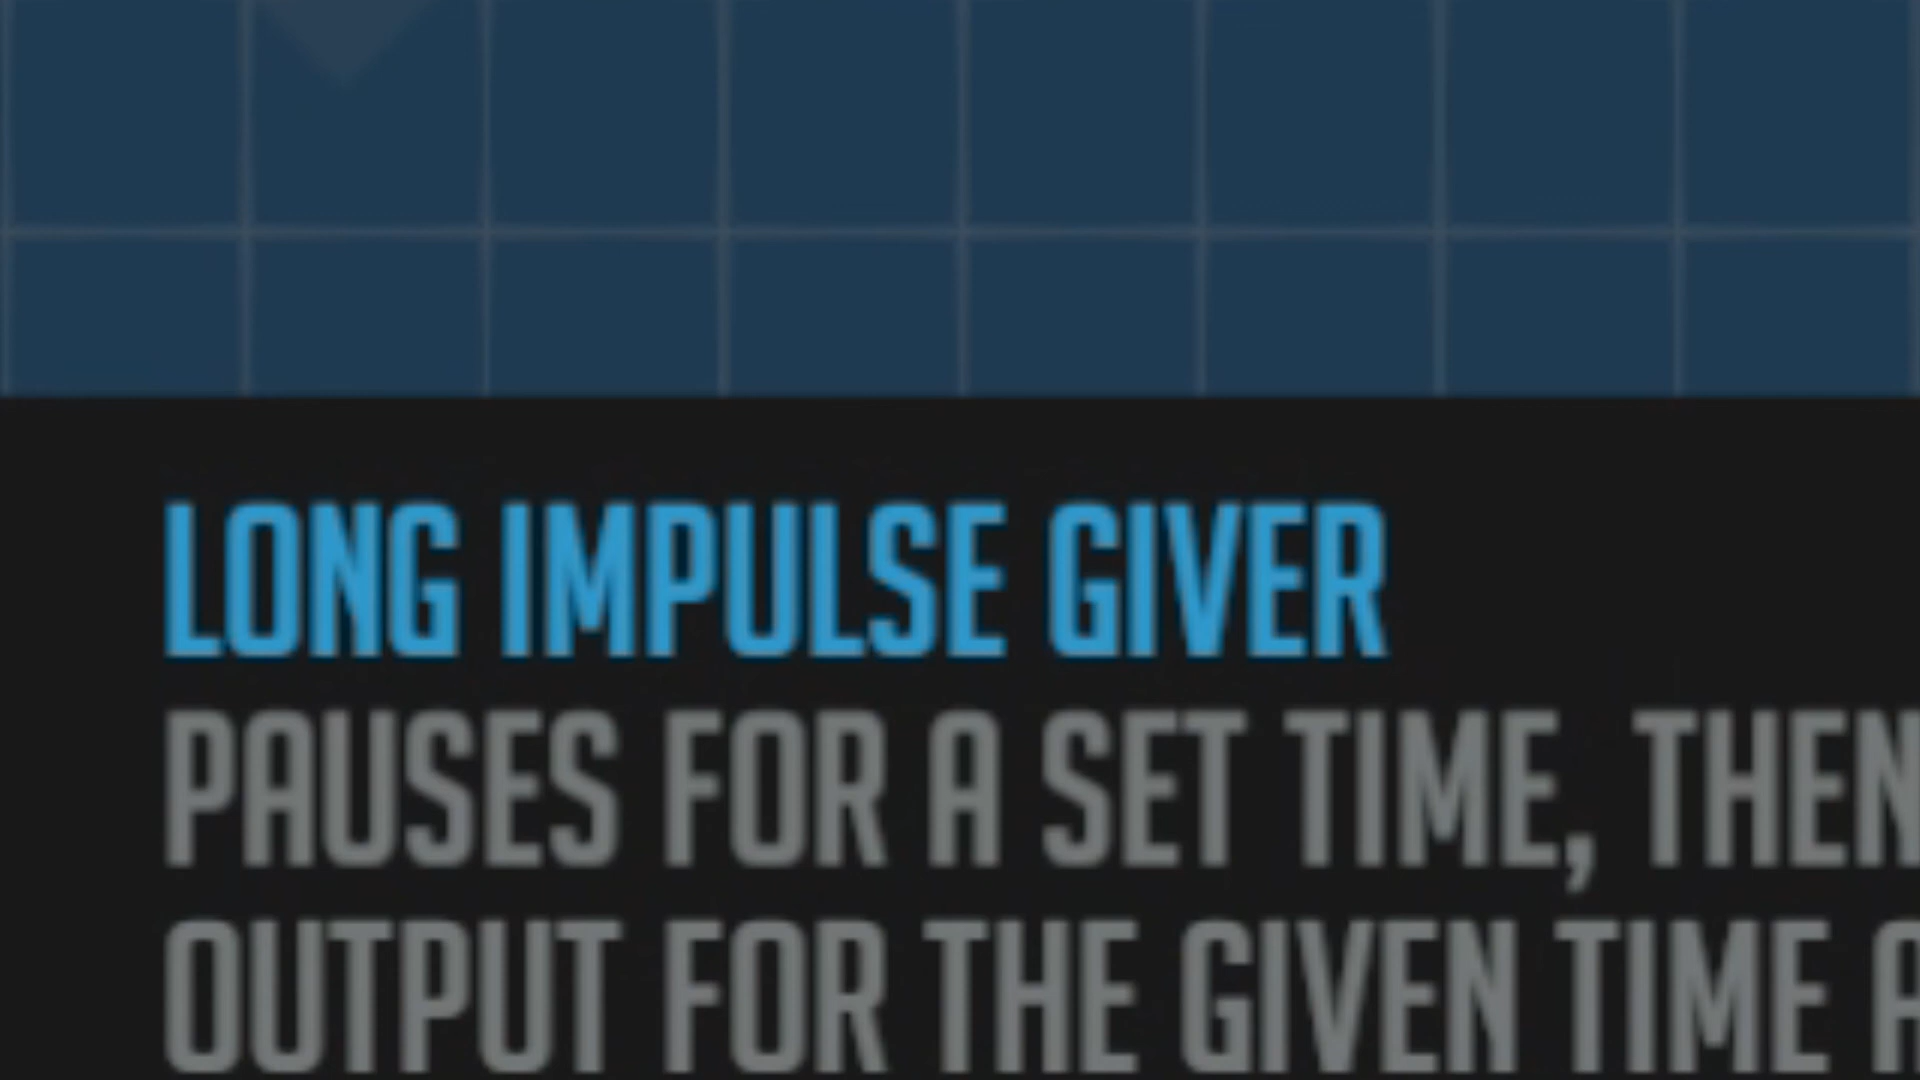 LONG IMPULSE GIVER
PAUSES FOR A SET TIME, THEN
OUTPUT FOR THE GIVEN TIME